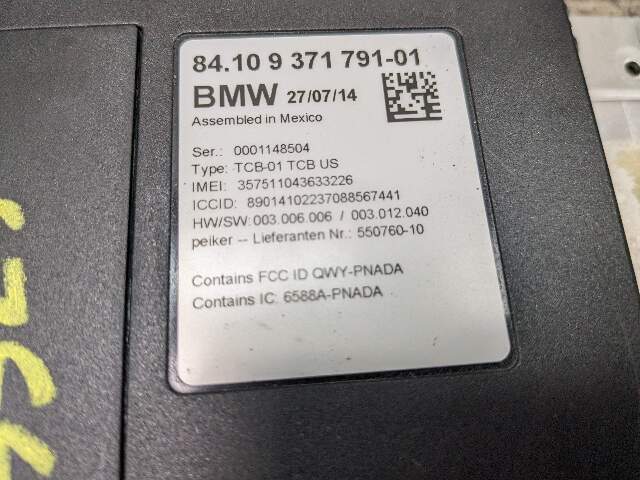 84.10 9 371 791-01
BMW 27/07/14
Assembled in Mexico
Ser.: 0001148504
Type: TCB-01 TCB US
IMEI: 357511043633226
ICCID: 89014102237088567441
HW/SW: 003.006.006 / 003.012.040
peiker -- Lieferanten Nr.: 550760-10
Contains FCC ID QWY-PNADA
Contains IC: 6588A-PNADA